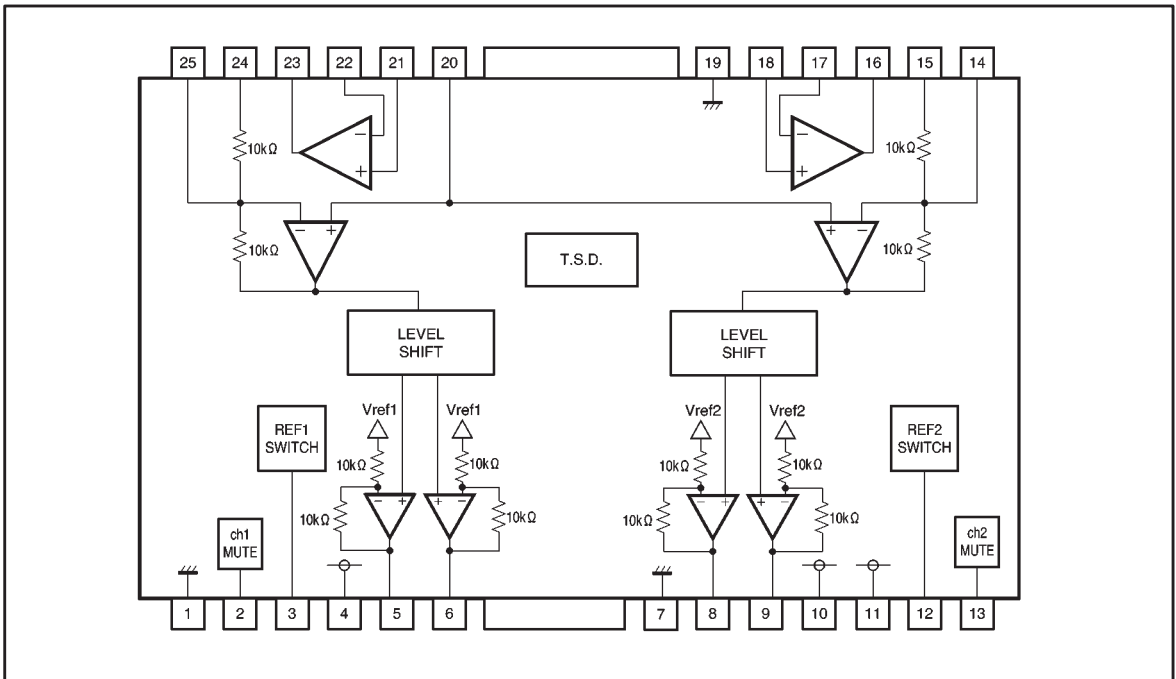 25 24 23 22 21 20 19 18 17 16 15 14
10kΩ
−
+
−
+
10kΩ
10kΩ
−
+
+
−
10kΩ
T.S.D.
LEVEL
SHIFT
LEVEL
SHIFT
REF1
SWITCH
Vref1
Vref1
Vref2
Vref2
REF2
SWITCH
10kΩ
10kΩ
10kΩ
10kΩ
−
+
+
−
−
+
+
−
10kΩ
10kΩ
10kΩ
10kΩ
ch1
MUTE
ch2
MUTE
1 2 3 4 5 6 7 8 9 10 11 12 13